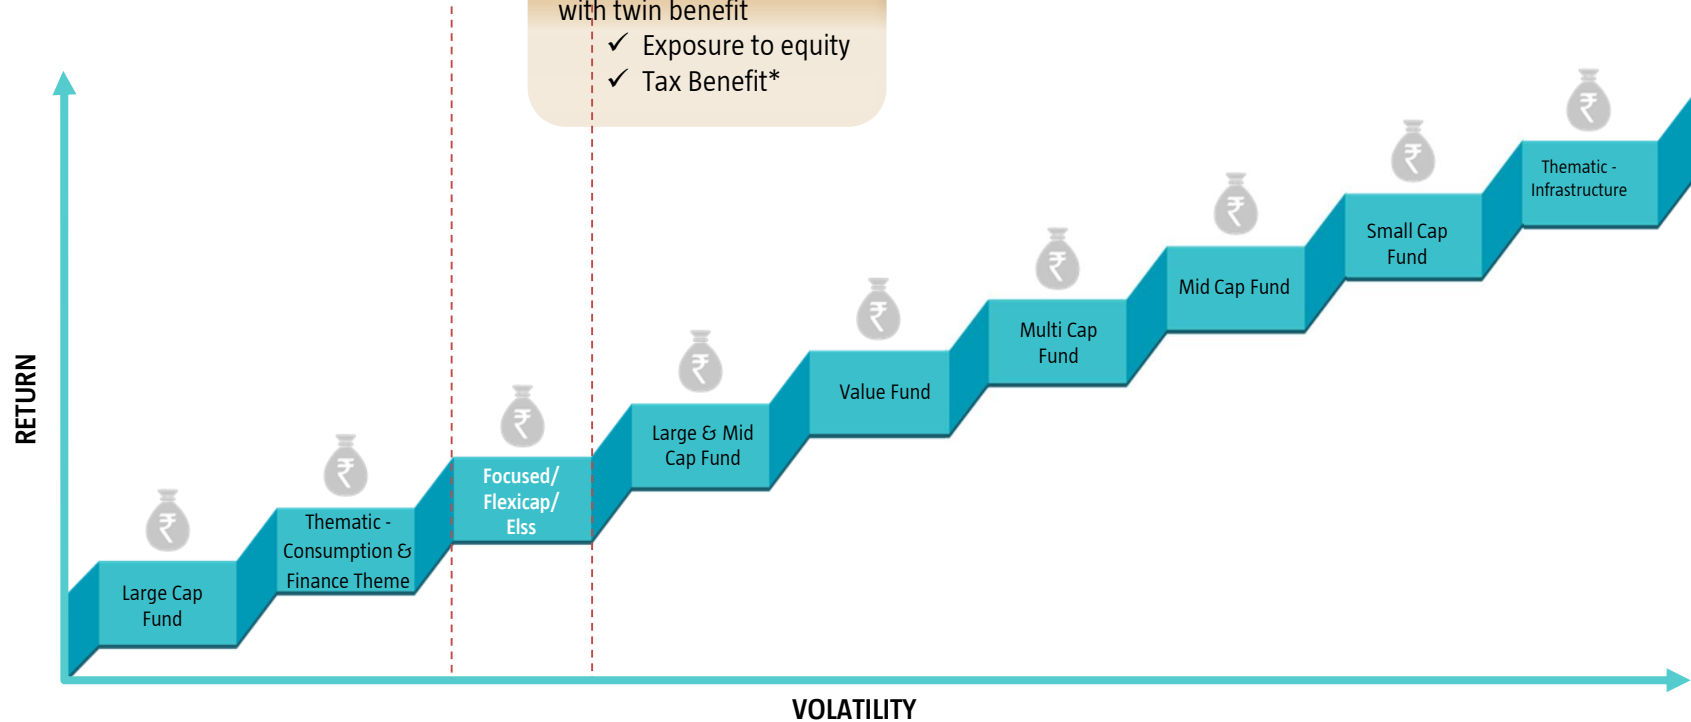 with twin benefit
✓ Exposure to equity
✓ Tax Benefit*
RETURN
Large Cap
Fund
Thematic -
Consumption &
Finance Theme
Focused/
Flexicap/
Elss
Large & Mid
Cap Fund
Value Fund
Multi Cap
Fund
Mid Cap Fund
Small Cap
Fund
Thematic -
Infrastructure
₹
₹
₹
₹
₹
₹
₹
₹
₹
VOLATILITY